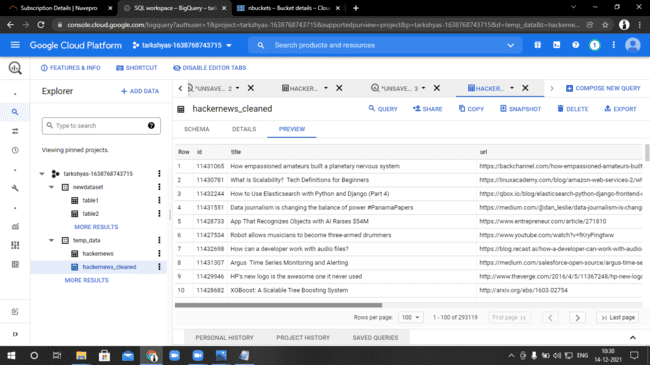 Subscription Details | Nuvepro
SQL workspace – BigQuery – tar
nbuckets – Bucket details – Clou
console.cloud.google.com/bigquery?authuser=1&project=tarkshyas-1638768743715&supportedpurview=project&p=tarkshyas-1638768743715&d=temp_data&t=hackerne...
Google Cloud Platform
tarkshyas-1638768743715
Search products and resources
1
FEATURES & INFO
SHORTCUT
DISABLE EDITOR TABS
Explorer
+ ADD DATA
Type to search
Viewing pinned projects.
tarkshyas-1638768743715
newdataset
table1
table2
MORE RESULTS
temp_data
hackernews
hackernews_cleaned
MORE RESULTS
*UNSAVE... 2
HACKER...
*UNSAVE... 3
HACKER...
COMPOSE NEW QUERY
hackernews_cleaned
QUERY
SHARE
COPY
SNAPSHOT
DELETE
EXPORT
SCHEMA
DETAILS
PREVIEW
Row id title url
1 11431065 How empassioned amateurs built a planetary nervous system https://backchannel.com/how-empassioned-amateurs-buil
2 11430781 What Is Scalability? Tech Definitions for Beginners https://linuxacademy.com/blog/amazon-web-services-2/wh
3 11432244 How to Use Elasticsearch with Python and Django (Part 4) https://qbox.io/blog/elasticsearch-python-django-frontend-
4 11431551 Data journalism is changing the balance of power #PanamaPapers https://medium.com/@dan_leslie/data-journalism-is-chang
5 11428733 App That Recognizes Objects with AI Raises $54M https://www.entrepreneur.com/article/271810
6 11427534 Robot allows musicians to become three-armed drummers https://www.youtube.com/watch?v=fKryPingtww
7 11432698 How can a developer work with audio files? https://blog.recast.ai/how-a-developer-can-work-with-audio
8 11431307 Argus Time Series Monitoring and Alerting https://medium.com/salesforce-open-source/argus-time-se
9 11429946 HP's new logo is the awesome one it never used http://www.theverge.com/2016/4/5/11367248/hp-new-logo
10 11428682 XGBoost: A Scalable Tree Boosting System http://arxiv.org/abs/1603.02754
Rows per page: 100 1 - 100 of 293119 First page Last page
PERSONAL HISTORY
PROJECT HISTORY
SAVED QUERIES
ENG
10:30
14-12-2021